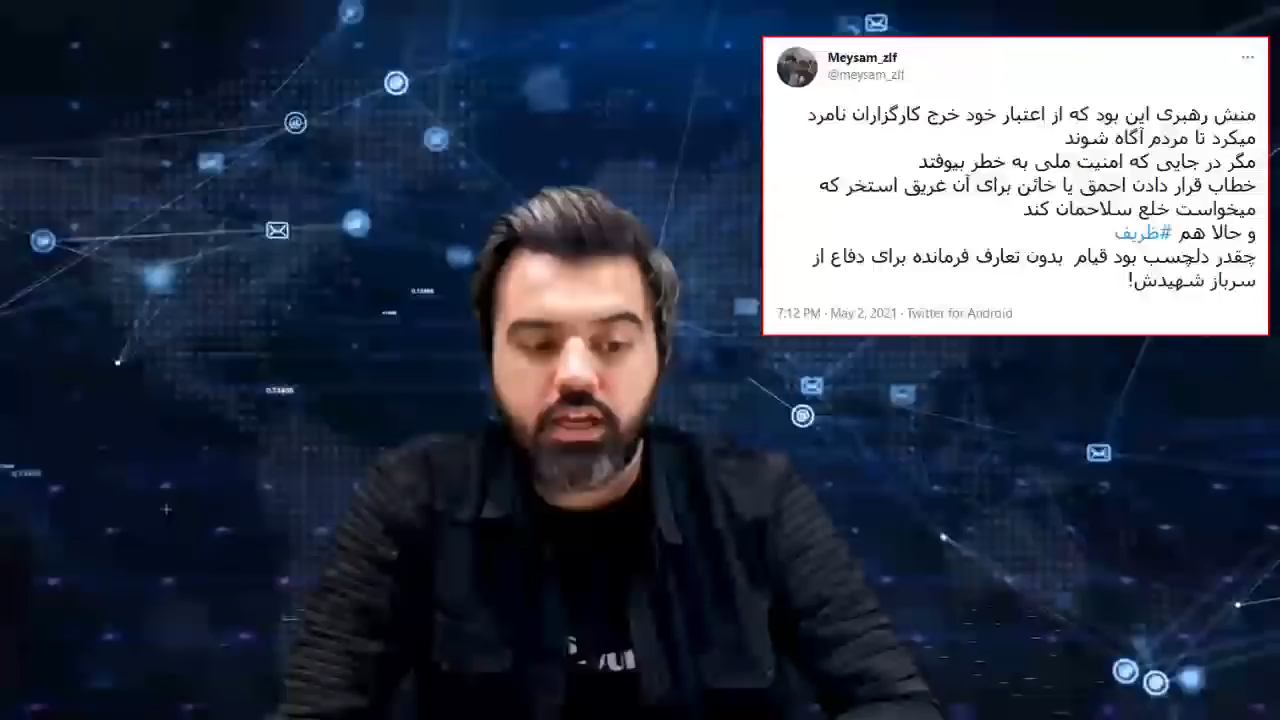 Meysam_zlf
@meysam_zlf
منش رهبری این بود که از اعتبار خود خرج کارگزاران نامرد
میکرد تا مردم آگاه شوند
مگر در جایی که امنیت ملی به خطر بیوفتد
خطاب قرار دادن احمق یا خائن برای آن غریق استخر که
میخواست خلع سلاحمان کند
و حالا هم #ظریف
چقدر دلچسب بود قیام بدون تعارف فرمانده برای دفاع از
سرباز شهیدش!
7:12 PM · May 2, 2021 · Twitter for Android